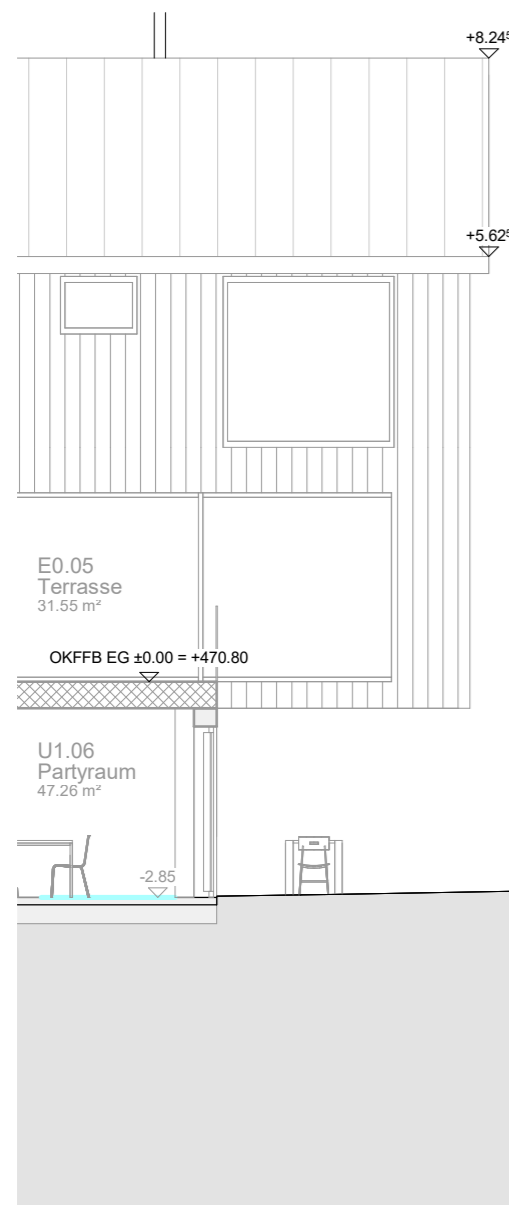 +8.24⁵
+5.62⁵
E0.05
Terrasse
31.55 m²
OKFFB EG ±0.00 = +470.80
U1.06
Partyraum
47.26 m²
-2.85